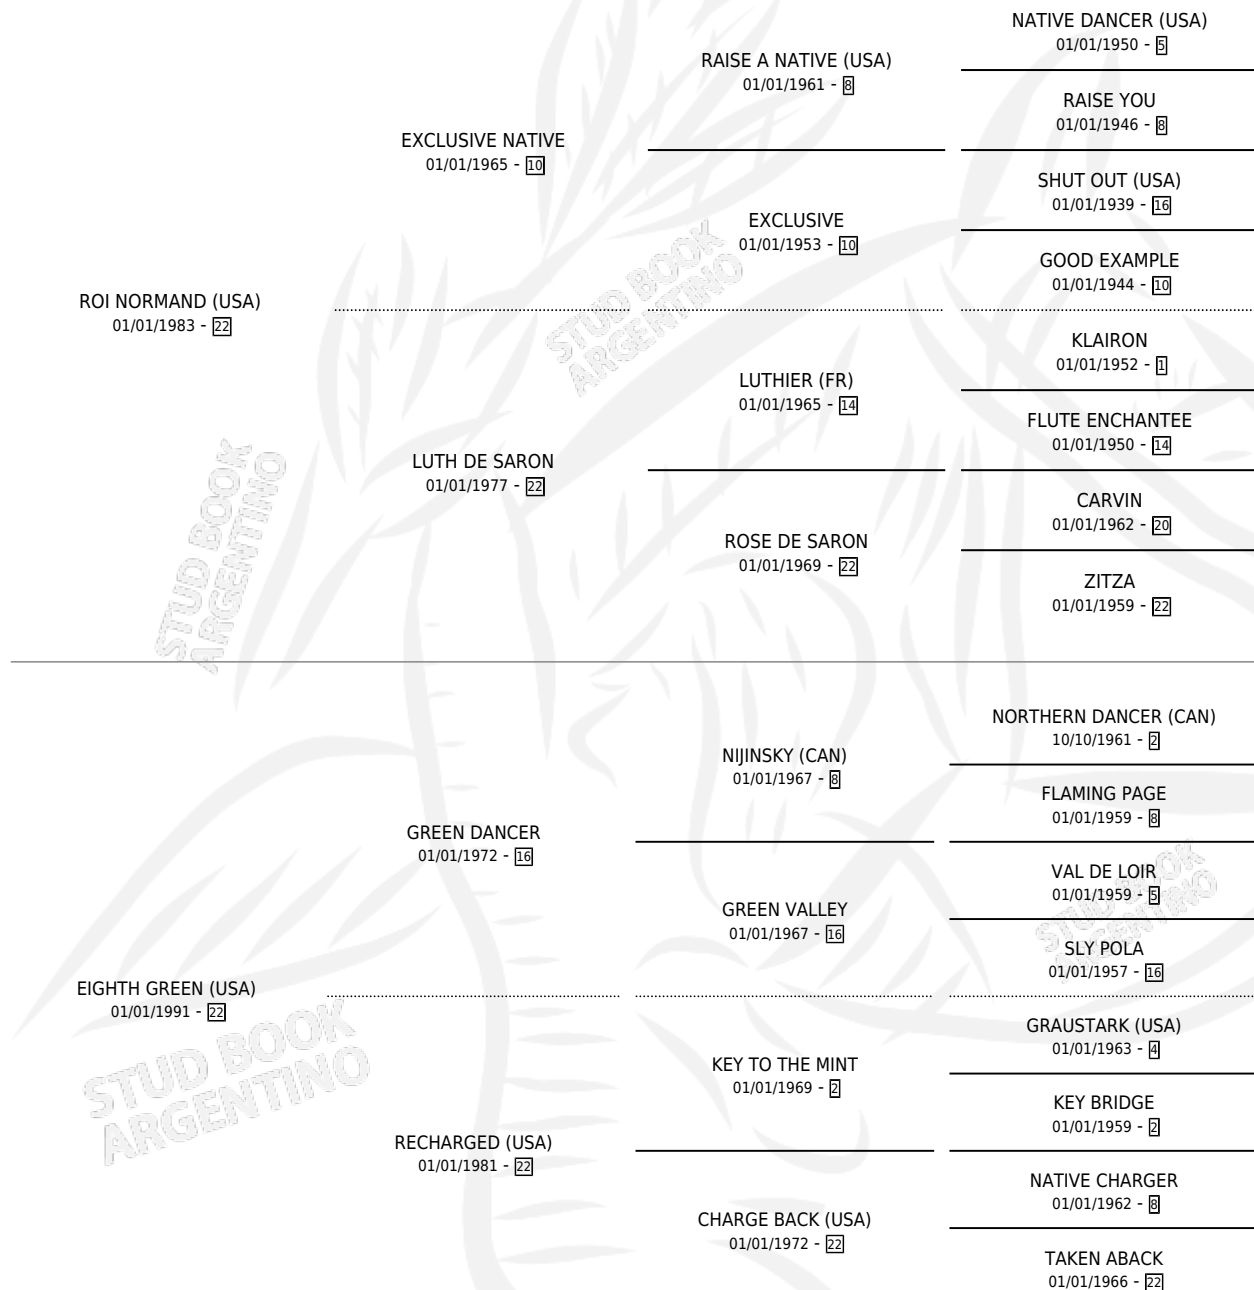 NATIVE DANCER (USA)
01/01/1950 - 5
RAISE A NATIVE (USA)
01/01/1961 - 8
RAISE YOU
01/01/1946 - 8
EXCLUSIVE NATIVE
01/01/1965 - 10
SHUT OUT (USA)
01/01/1939 - 16
EXCLUSIVE
01/01/1953 - 10
GOOD EXAMPLE
01/01/1944 - 10
ROI NORMAND (USA)
01/01/1983 - 22
KLAIRON
01/01/1952 - 1
LUTHIER (FR)
01/01/1965 - 14
FLUTE ENCHANTEE
01/01/1950 - 14
LUTH DE SARON
01/01/1977 - 22
CARVIN
01/01/1962 - 20
ROSE DE SARON
01/01/1969 - 22
ZITZA
01/01/1959 - 22
NORTHERN DANCER (CAN)
10/10/1961 - 2
NIJINSKY (CAN)
01/01/1967 - 8
FLAMING PAGE
01/01/1959 - 8
GREEN DANCER
01/01/1972 - 16
VAL DE LOIR
01/01/1959 - 5
GREEN VALLEY
01/01/1967 - 16
SLY POLA
01/01/1957 - 16
EIGHTH GREEN (USA)
01/01/1991 - 22
GRAUSTARK (USA)
01/01/1963 - 4
KEY TO THE MINT
01/01/1969 - 2
KEY BRIDGE
01/01/1959 - 2
RECHARGED (USA)
01/01/1981 - 22
NATIVE CHARGER
01/01/1962 - 8
CHARGE BACK (USA)
01/01/1972 - 22
TAKEN ABACK
01/01/1966 - 22
STUD BOOK
ARGENTINO
STUD BOOK
ARGENTINO
STUD BOOK
ARGENTINO
STUD BOOK
ARGENTINO